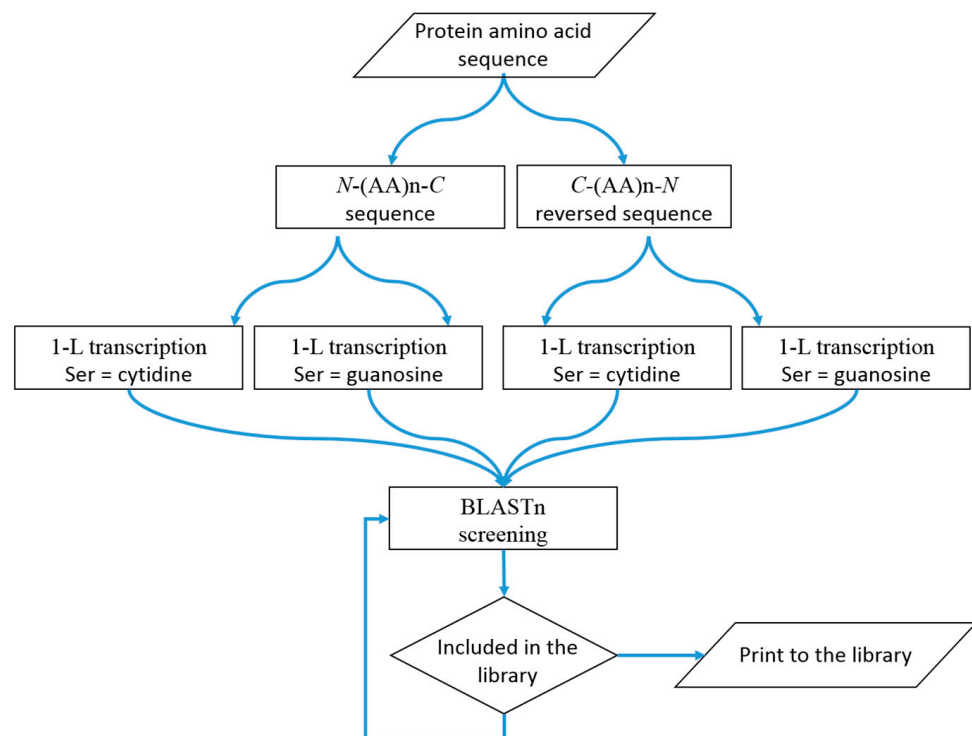 Protein amino acid
sequence
N-(AA)n-C
sequence
C-(AA)n-N
reversed sequence
1-L transcription
Ser = cytidine
1-L transcription
Ser = guanosine
1-L transcription
Ser = cytidine
1-L transcription
Ser = guanosine
BLASTn
screening
Included in the
library
Print to the library